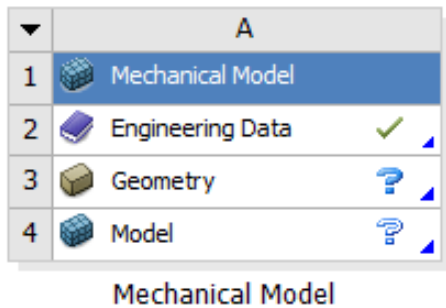 A
1 Mechanical Model
2 Engineering Data
3 Geometry ?
4 Model ?
Mechanical Model